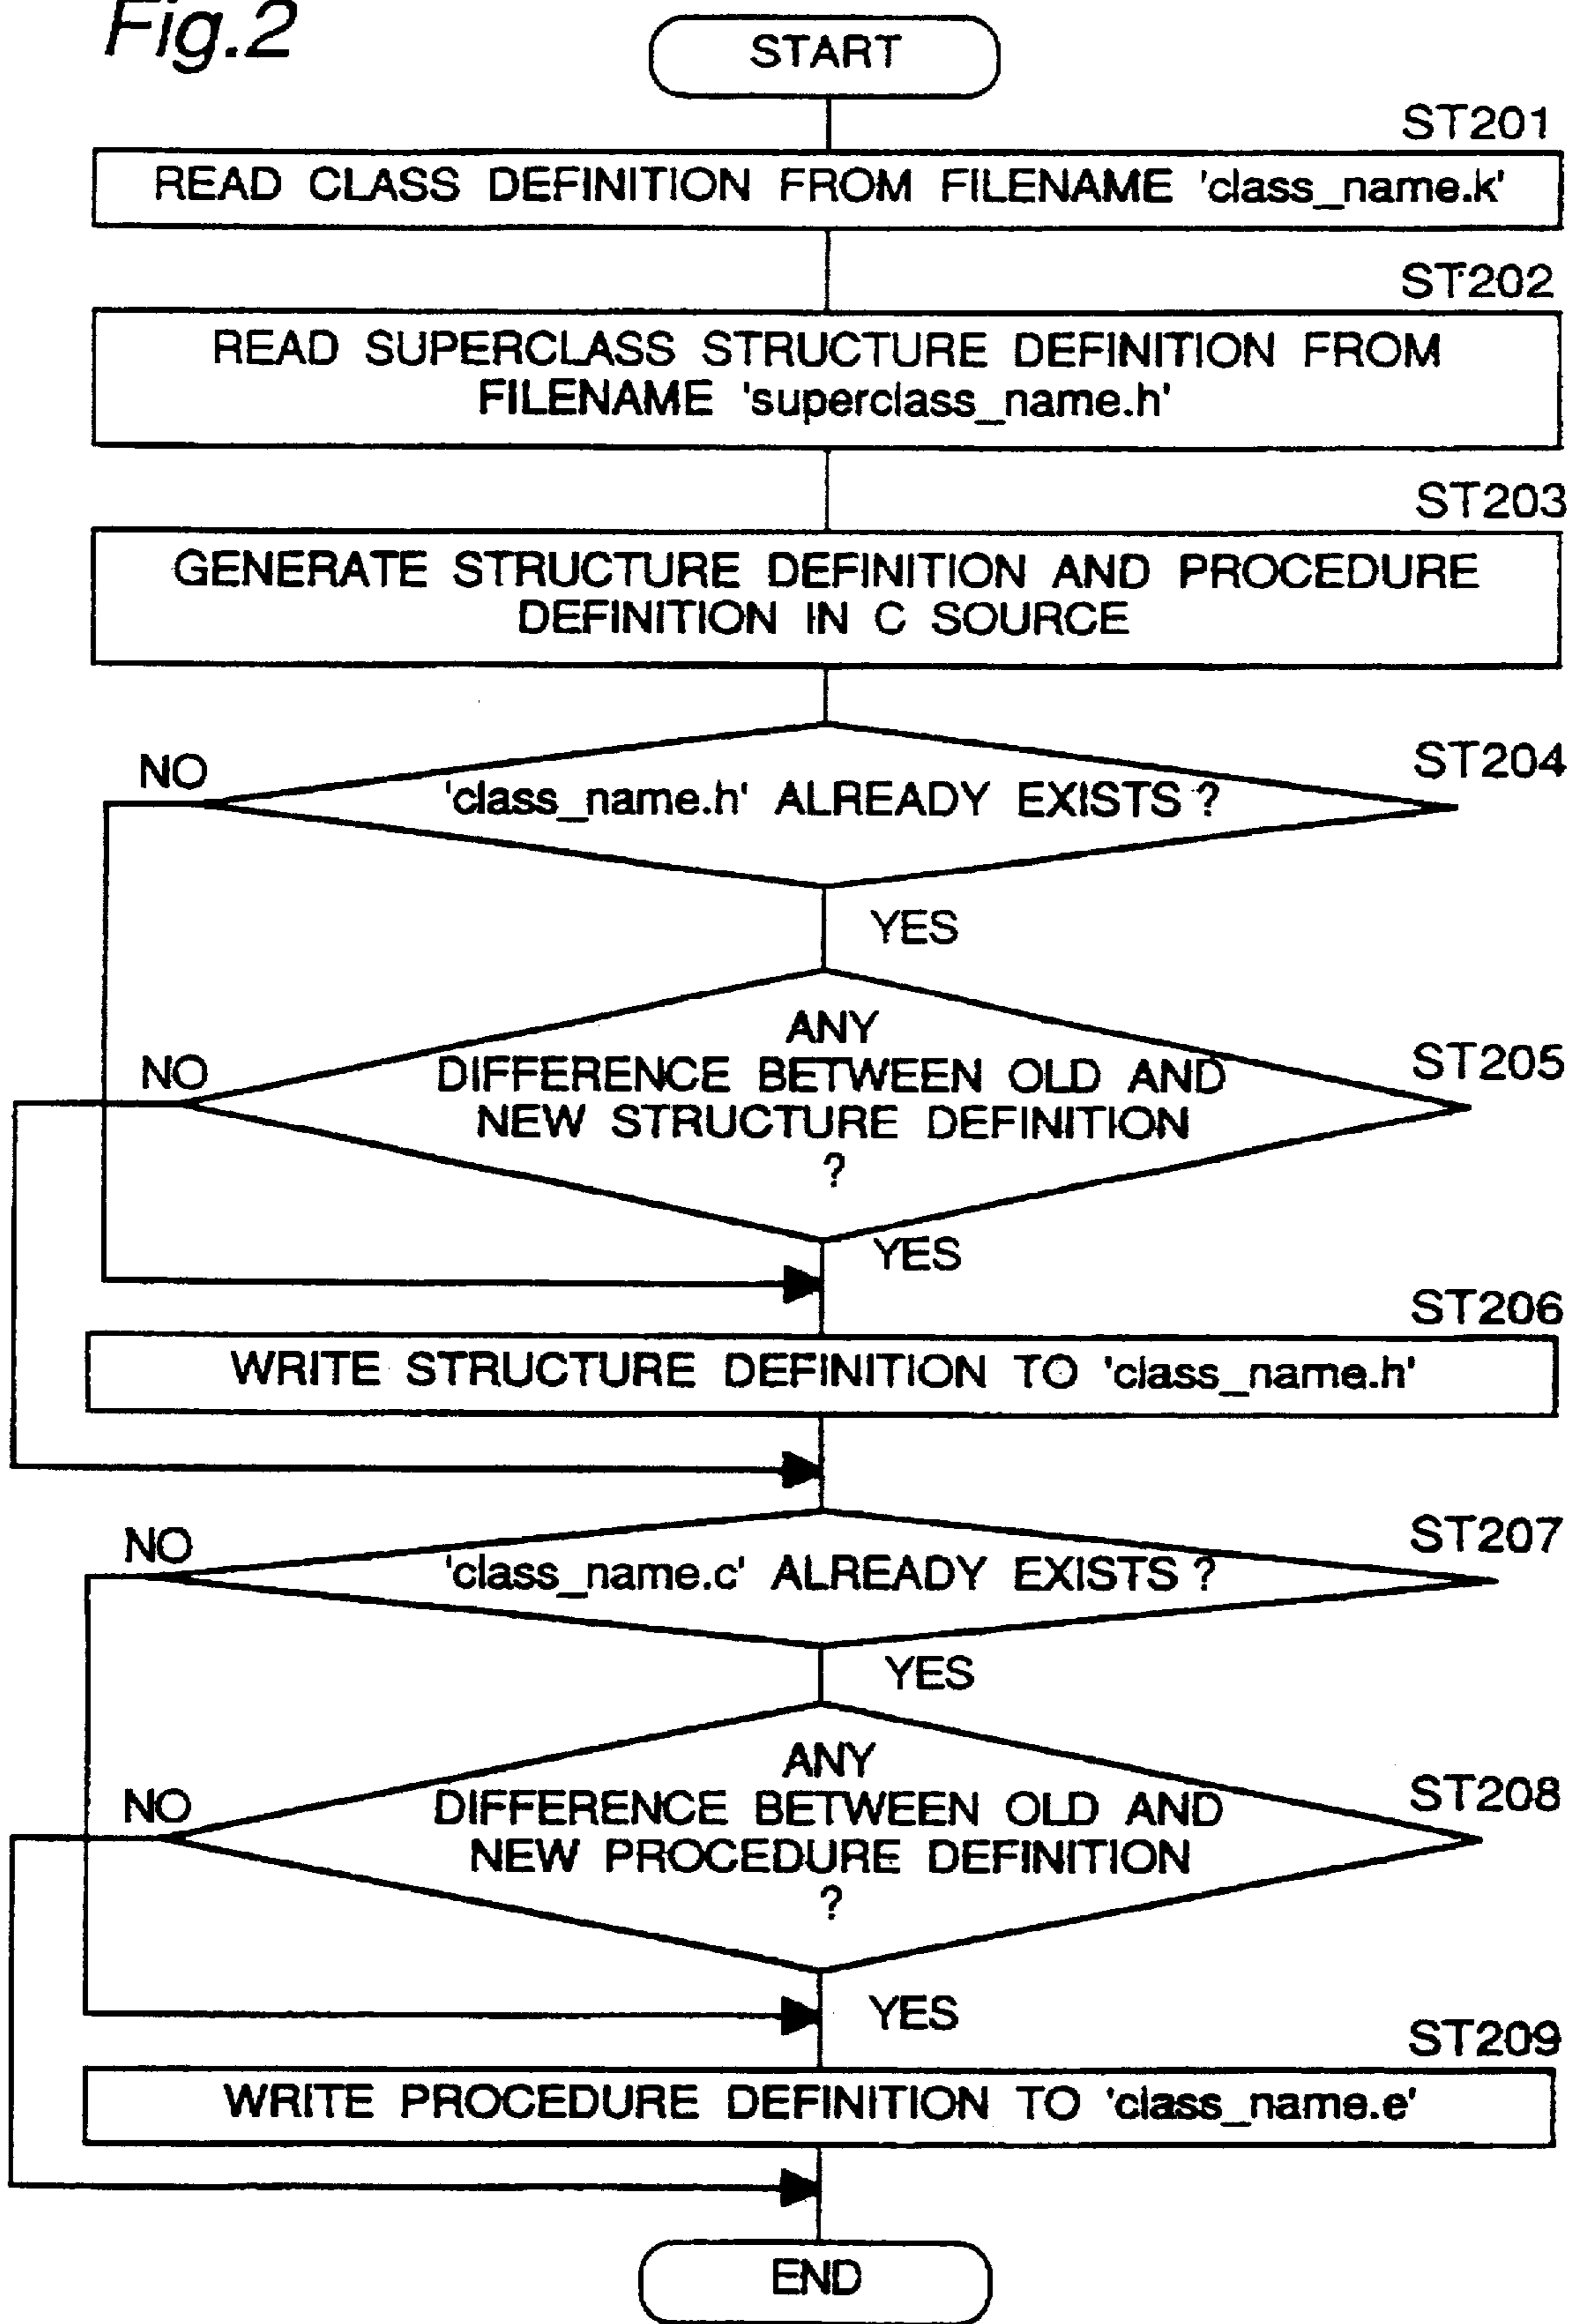 Fig.2
START
ST201
READ CLASS DEFINITION FROM FILENAME 'class_name.k'
ST202
READ SUPERCLASS STRUCTURE DEFINITION FROM
FILENAME 'superclass_name.h'
ST203
GENERATE STRUCTURE DEFINITION AND PROCEDURE
DEFINITION IN C SOURCE
ST204
NO
'class_name.h' ALREADY EXISTS ?
YES
ST205
NO
ANY
DIFFERENCE BETWEEN OLD AND
NEW STRUCTURE DEFINITION
?
YES
ST206
WRITE STRUCTURE DEFINITION TO 'class_name.h'
ST207
NO
'class_name.c' ALREADY EXISTS ?
YES
ST208
NO
ANY
DIFFERENCE BETWEEN OLD AND
NEW PROCEDURE DEFINITION
?
YES
ST209
WRITE PROCEDURE DEFINITION TO 'class_name.e'
END